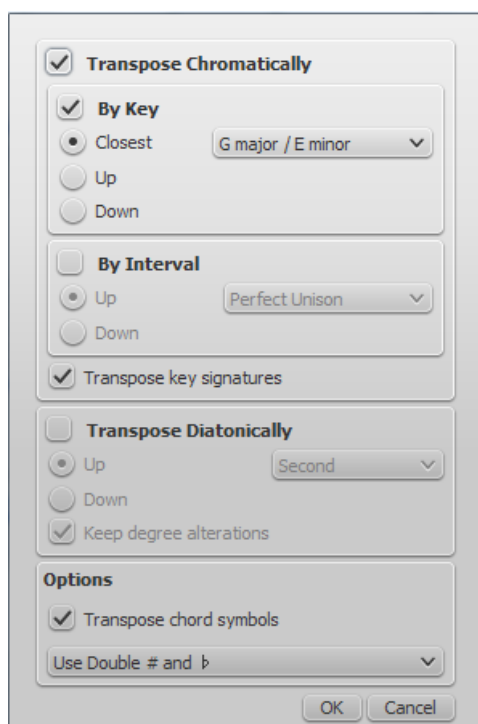 Transpose Chromatically
By Key
Closest G major / E minor
Up
Down
By Interval
Up Perfect Unison
Down
Transpose key signatures
Transpose Diatonically
Up Second
Down
Keep degree alterations
Options
Transpose chord symbols
Use Double # and ♭
OK Cancel